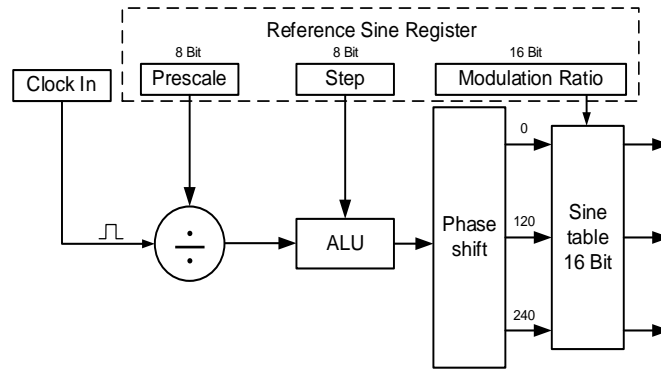 Reference Sine Register
8 Bit
8 Bit
16 Bit
Clock In
Prescale
Step
Modulation Ratio
0
120
240
Phase
shift
Sine
table
16 Bit
ALU